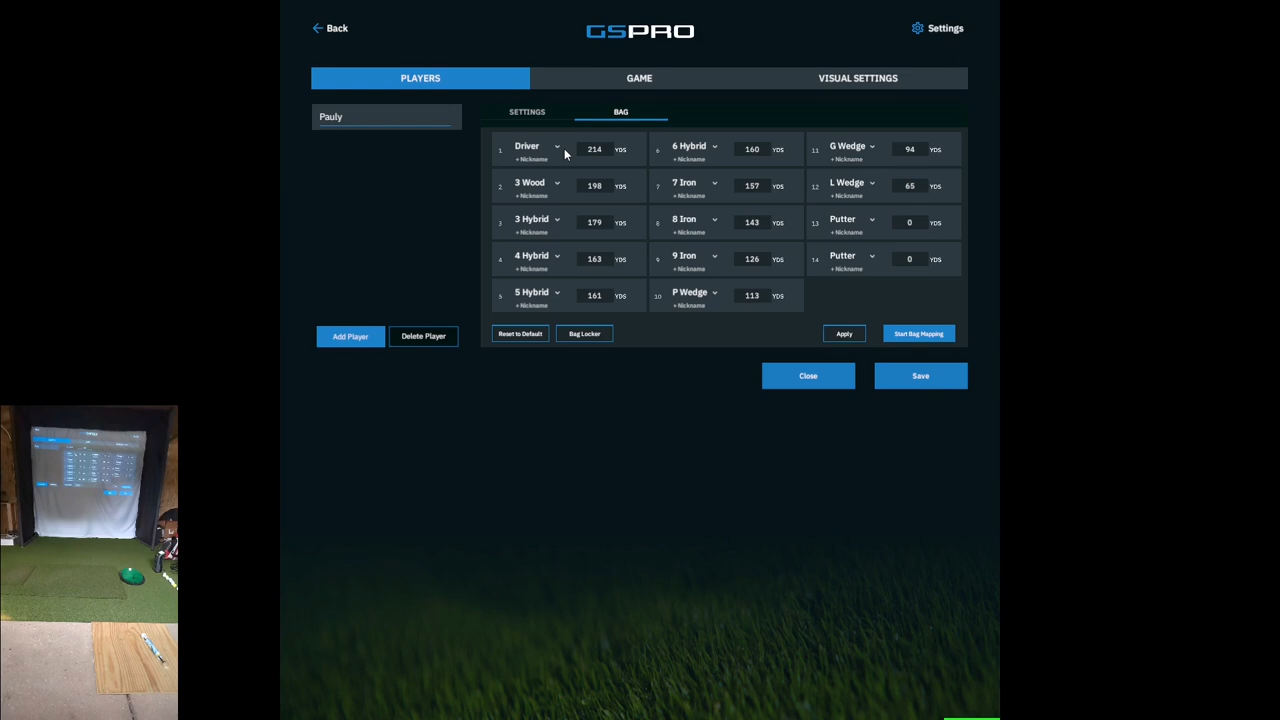 Back
GSPRO
Settings
PLAYERS
GAME
VISUAL SETTINGS
Pauly
SETTINGS
BAG
1 Driver 214 YDS
+ Nickname
2 3 Wood 198 YDS
+ Nickname
3 3 Hybrid 179 YDS
+ Nickname
4 4 Hybrid 163 YDS
+ Nickname
5 5 Hybrid 161 YDS
+ Nickname
6 6 Hybrid 160 YDS
+ Nickname
7 7 Iron 157 YDS
+ Nickname
8 8 Iron 143 YDS
+ Nickname
9 9 Iron 126 YDS
+ Nickname
10 P Wedge 113 YDS
+ Nickname
11 G Wedge 94 YDS
+ Nickname
12 L Wedge 65 YDS
+ Nickname
13 Putter 0 YDS
+ Nickname
14 Putter 0 YDS
+ Nickname
Add Player
Delete Player
Reset to Default
Bag Locker
Apply
Start Bag Mapping
Close
Save